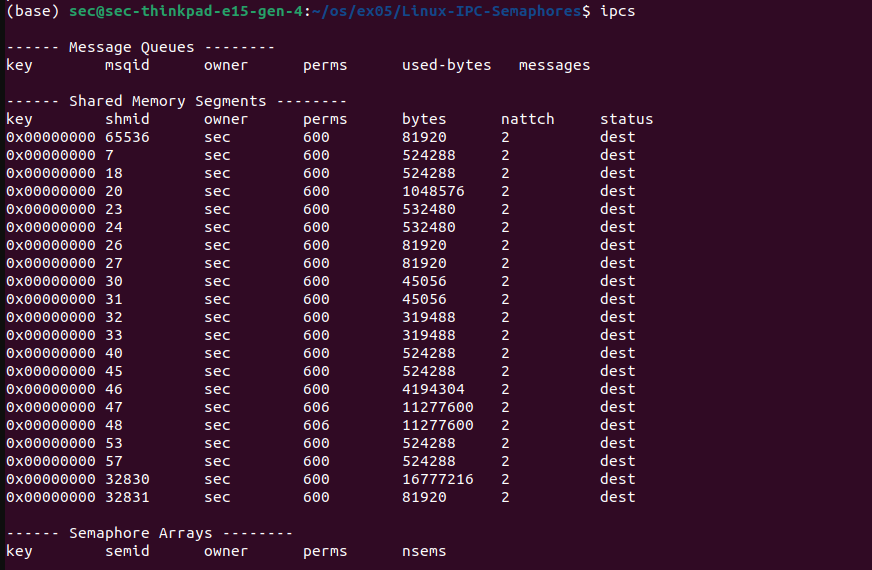 (base) sec@sec-thinkpad-e15-gen-4:~/os/ex05/Linux-IPC-Semaphores$ ipcs

------ Message Queues --------
key        msqid      owner      perms      used-bytes   messages

------ Shared Memory Segments --------
key        shmid      owner      perms      bytes      nattch     status
0x00000000 65536      sec        600        81920      2          dest
0x00000000 7          sec        600        524288     2          dest
0x00000000 18         sec        600        524288     2          dest
0x00000000 20         sec        600        1048576    2          dest
0x00000000 23         sec        600        532480     2          dest
0x00000000 24         sec        600        532480     2          dest
0x00000000 26         sec        600        81920      2          dest
0x00000000 27         sec        600        81920      2          dest
0x00000000 30         sec        600        45056      2          dest
0x00000000 31         sec        600        45056      2          dest
0x00000000 32         sec        600        319488     2          dest
0x00000000 33         sec        600        319488     2          dest
0x00000000 40         sec        600        524288     2          dest
0x00000000 45         sec        600        524288     2          dest
0x00000000 46         sec        600        4194304    2          dest
0x00000000 47         sec        606        11277600   2          dest
0x00000000 48         sec        606        11277600   2          dest
0x00000000 53         sec        600        524288     2          dest
0x00000000 57         sec        600        524288     2          dest
0x00000000 32830      sec        600        16777216   2          dest
0x00000000 32831      sec        600        81920      2          dest

------ Semaphore Arrays --------
key        semid      owner      perms      nsems